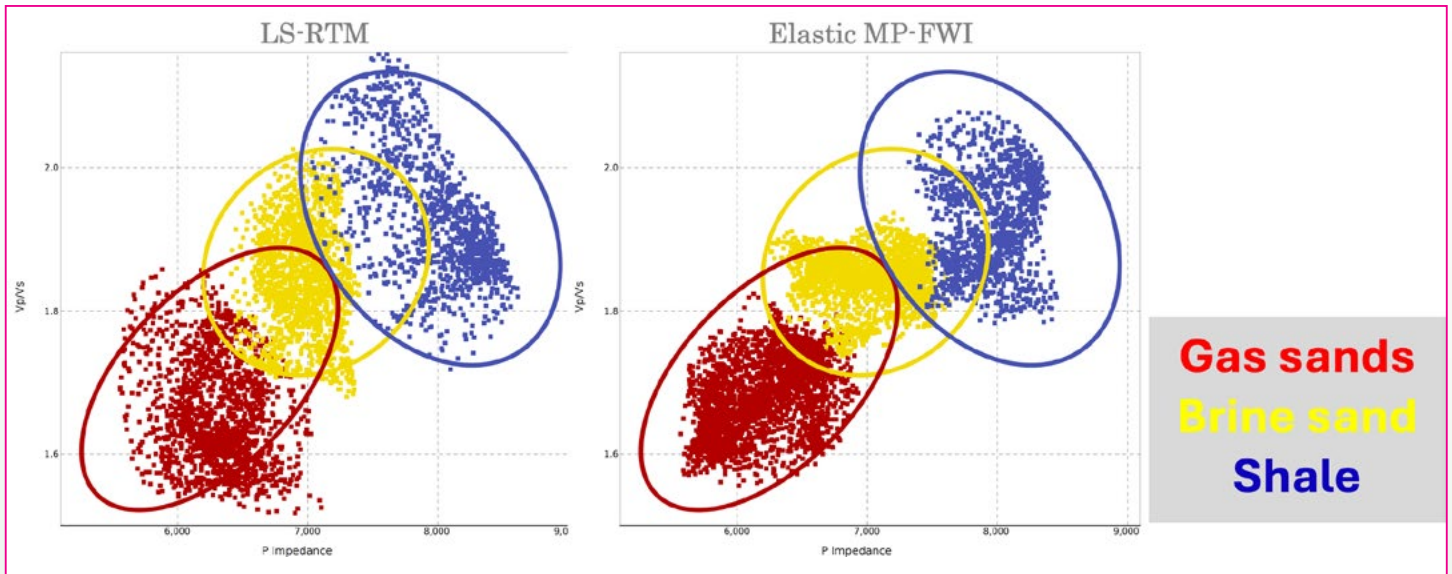 LS-RTM
Elastic MP-FWI
2.0
1.8
1.6
Vp/Vs
6,000
7,000
8,000
9,0
P Impedance
2.0
1.8
1.6
Vp/Vs
6,000
7,000
8,000
9,000
P Impedance
Gas sands
Brine sand
Shale